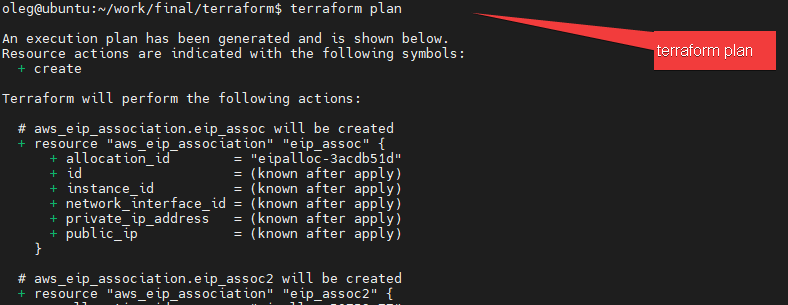 oleg@ubuntu:~/work/final/terraform$ terraform plan
terraform plan
An execution plan has been generated and is shown below.
Resource actions are indicated with the following symbols:
  + create
Terraform will perform the following actions:
  # aws_eip_association.eip_assoc will be created
  + resource "aws_eip_association" "eip_assoc" {
      + allocation_id        = "eipalloc-3acdb51d"
      + id                   = (known after apply)
      + instance_id          = (known after apply)
      + network_interface_id = (known after apply)
      + private_ip_address   = (known after apply)
      + public_ip            = (known after apply)
    }
  # aws_eip_association.eip_assoc2 will be created
  + resource "aws_eip_association" "eip_assoc2" {